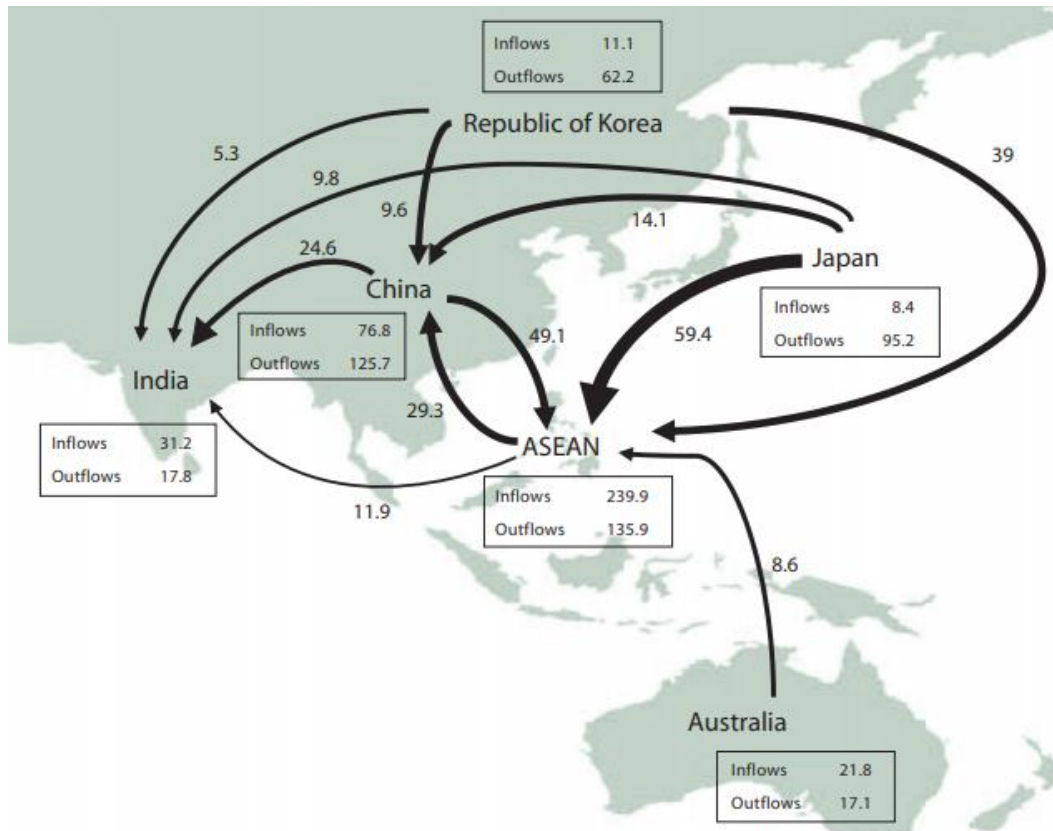 Inflows 11.1
Outflows 62.2
Republic of Korea
5.3
9.8
39
9.6
14.1
24.6
Japan
China
Inflows 8.4
Outflows 95.2
Inflows 76.8
Outflows 125.7
49.1
59.4
India
29.3
Inflows 31.2
Outflows 17.8
ASEAN
Inflows 239.9
Outflows 135.9
11.9
8.6
Australia
Inflows 21.8
Outflows 17.1